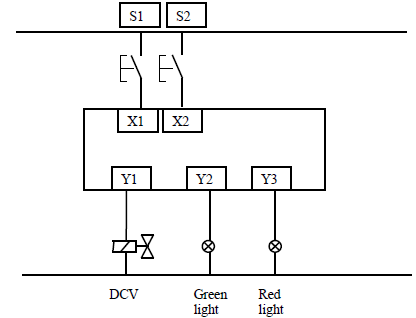 S1 S2
X1 X2
Y1 Y2 Y3
DCV Green Red
light light